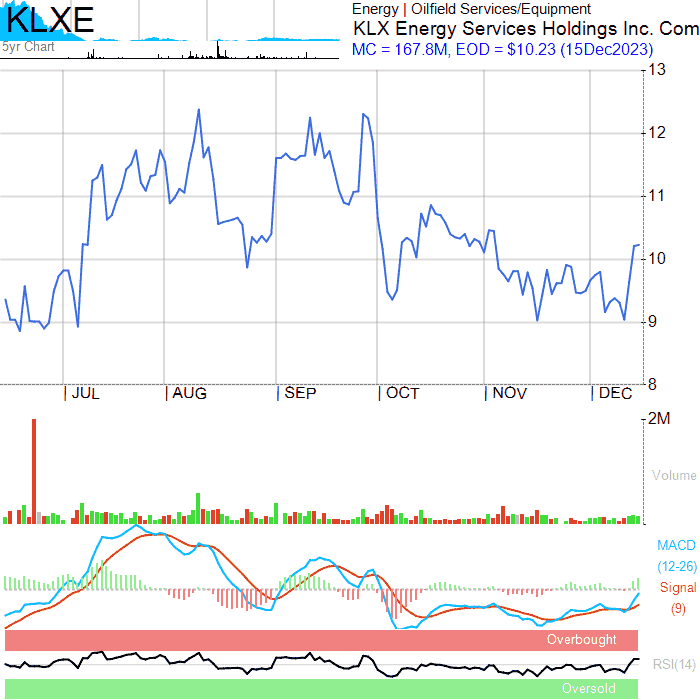 KLXE
5yr Chart
Energy | Oilfield Services/Equipment
KLX Energy Services Holdings Inc. Com
MC = 167.8M, EOD = $10.23 (15Dec2023)
13
12
11
10
9
8
JUL AUG SEP OCT NOV DEC
2M
Volume
MACD
(12-26)
Signal
(9)
Overbought
RSI(14)
Oversold